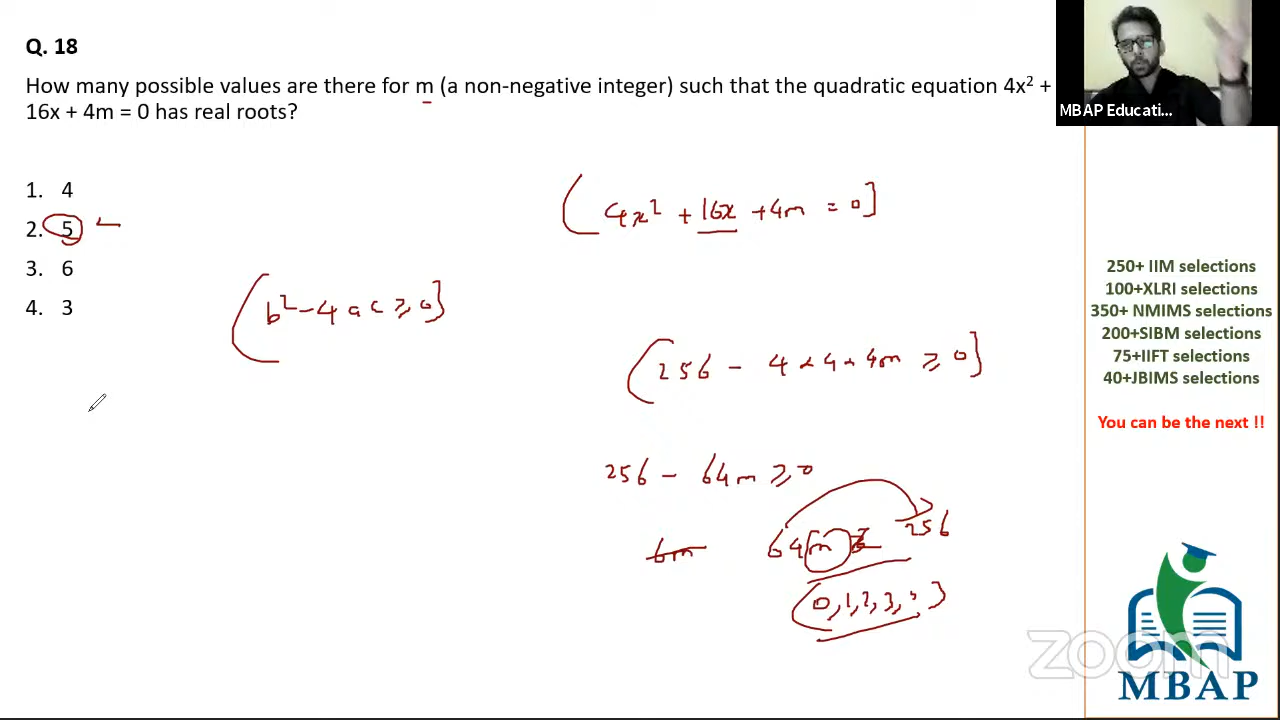 Q. 18
How many possible values are there for m (a non-negative integer) such that the quadratic equation 4x² +
16x + 4m = 0 has real roots?
1. 4
2. 5
3. 6
4. 3
4x² + 16x + 4m = 0
b² - 4ac ≥ 0
256 - 4 × 4 × 4m ≥ 0
256 - 64m ≥ 0
6m
64m
256
0, 1, 2, 3,
MBAP Educati...
250+ IIM selections
100+XLRI selections
350+ NMIMS selections
200+SIBM selections
75+IIFT selections
40+JBIMS selections
You can be the next !!
zoom
MBAP